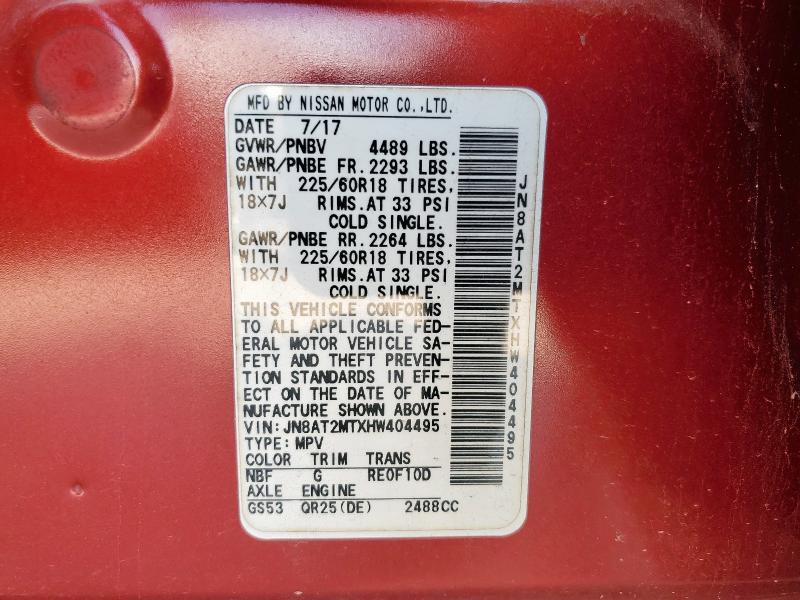 MFD BY NISSAN MOTOR CO.,LTD.
DATE 7/17
GVWR/PNBV 4489 LBS.
GAWR/PNBE FR. 2293 LBS.
WITH 225/60R18 TIRES,
18×7J RIMS.AT 33 PSI
COLD SINGLE.
GAWR/PNBE RR. 2264 LBS.
WITH 225/60R18 TIRES,
18×7J RIMS.AT 33 PSI
COLD SINGLE.
THIS VEHICLE CONFORMS
TO ALL APPLICABLE FED-
ERAL MOTOR VEHICLE SA-
FETY AND THEFT PREVEN-
TION STANDARDS IN EFF-
ECT ON THE DATE OF MA-
NUFACTURE SHOWN ABOVE.
VIN: JN8AT2MTXHW404495
TYPE: MPV
COLOR TRIM TRANS
NBF G RE0F10D
AXLE ENGINE
GS53 QR25(DE) 2488CC
JN8AT2MTXHW404495